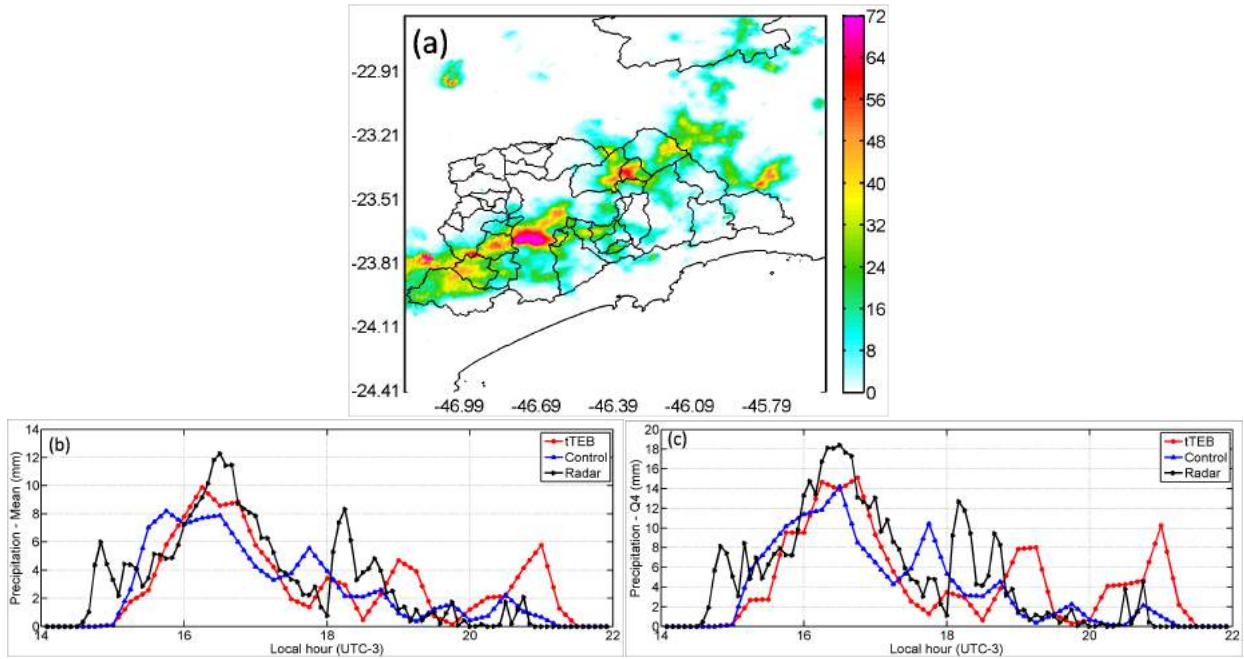 (a)
72
64
56
48
40
32
24
16
8
0
-22.91
-23.21
-23.51
-23.81
-24.11
-24.41
-46.99 -46.69 -46.39 -46.09 -45.79
(b)
tTEB
Control
Radar
Precipitation - Mean (mm)
14
12
10
8
6
4
2
0
14 16 18 20 22
Local hour (UTC-3)
(c)
tTEB
Control
Radar
Precipitation - Q4 (mm)
20
18
16
14
12
10
8
6
4
2
0
14 16 18 20 22
Local hour (UTC-3)